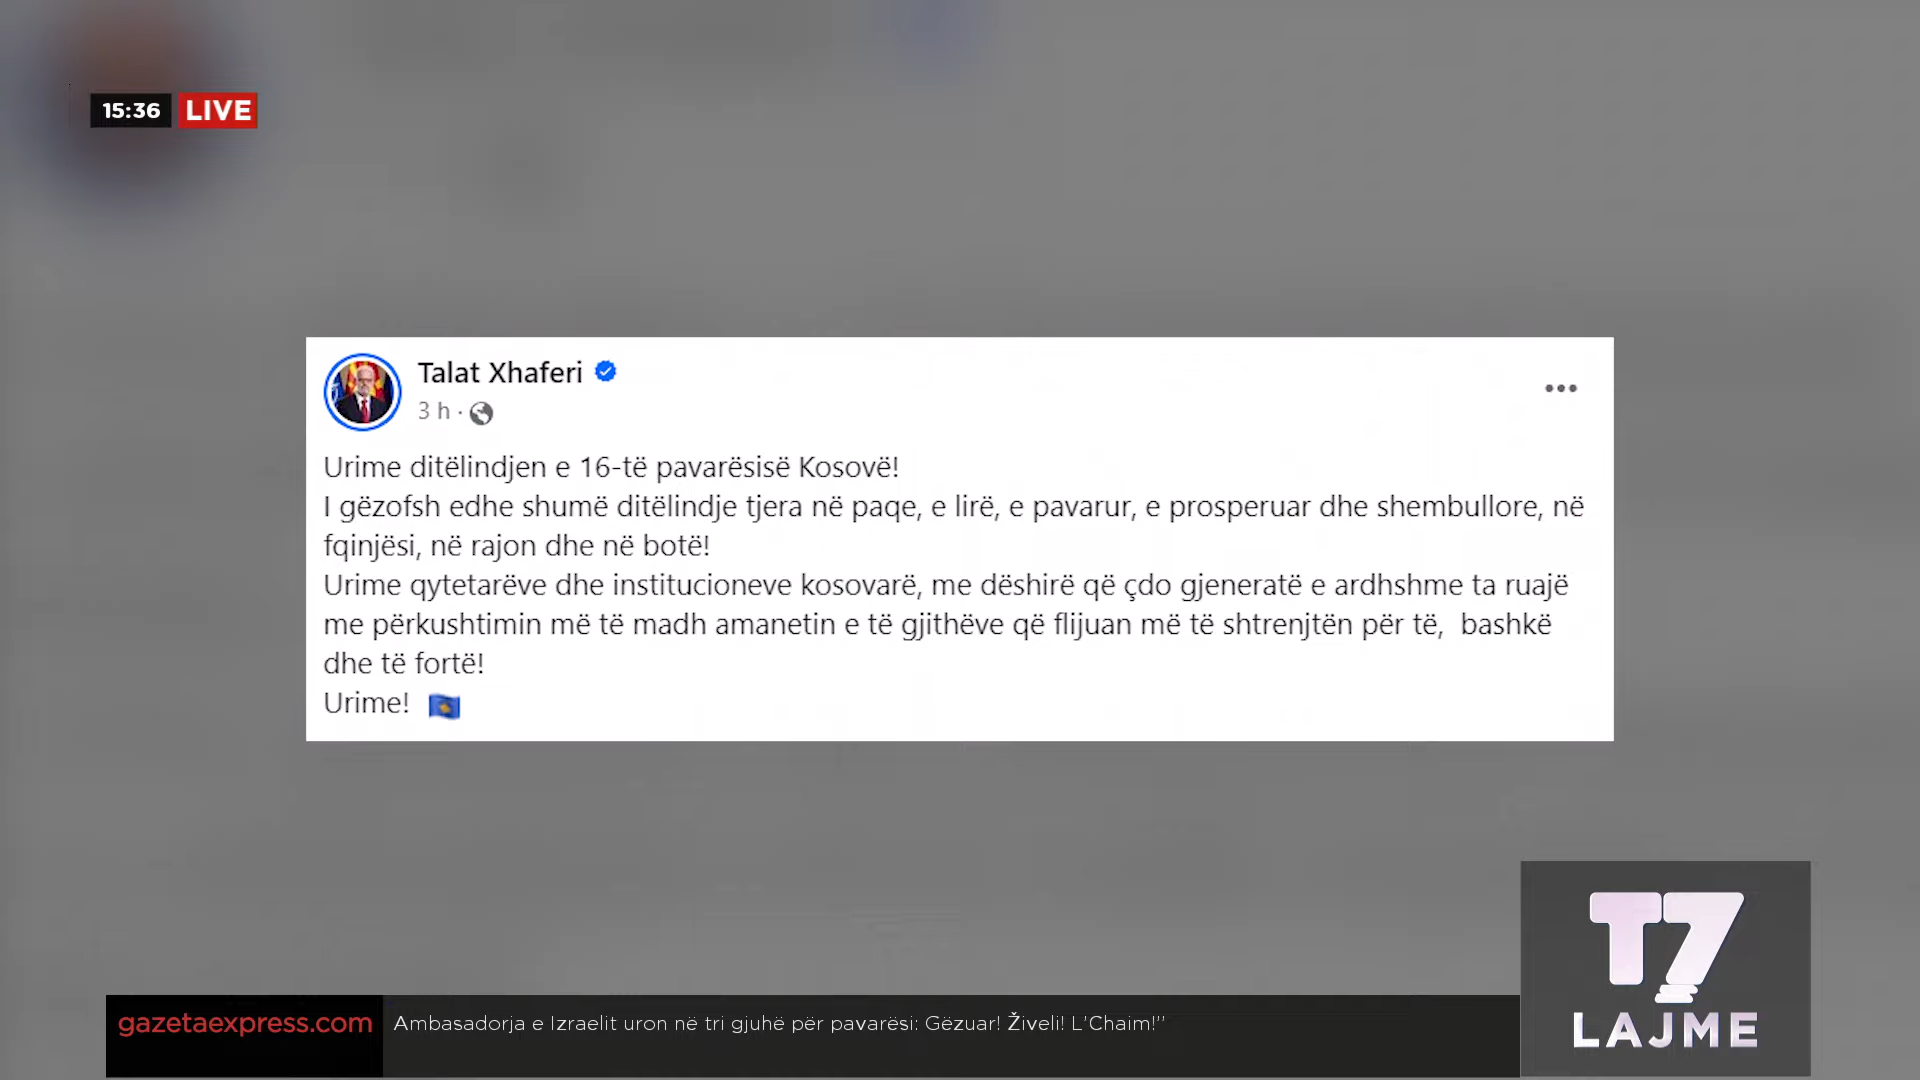 15:36 LIVE
Talat Xhaferi
3 h ·
Urime ditëlindjen e 16-të pavarësisë Kosovë!
I gëzofsh edhe shumë ditëlindje tjera në paqe, e lirë, e pavarur, e prosperuar dhe shembullore, në
fqinjësi, në rajon dhe në botë!
Urime qytetarëve dhe institucioneve kosovarë, me dëshirë që çdo gjeneratë e ardhshme ta ruajë
me përkushtimin më të madh amanetin e të gjithëve që flijuan më të shtrenjtën për të,  bashkë
dhe të fortë!
Urime!
T7
LAJME
gazetaexpress.com Ambasadorja e Izraelit uron në tri gjuhë për pavarësi: Gëzuar! Živeli! L'Chaim!''